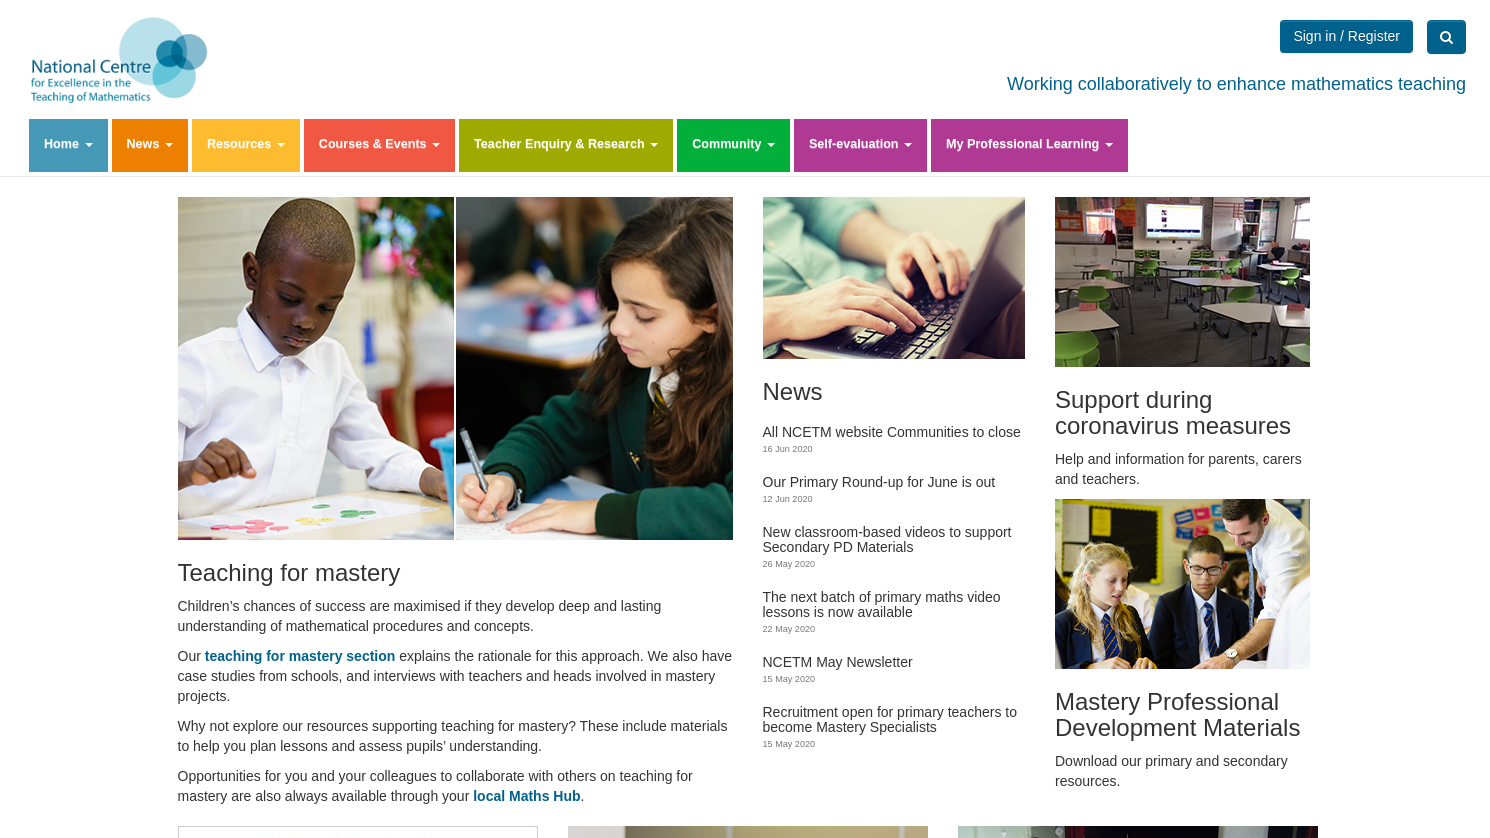 National Centre
for Excellence in the
Teaching of Mathematics
Sign in / Register
Working collaboratively to enhance mathematics teaching
Home
News
Resources
Courses & Events
Teacher Enquiry & Research
Community
Self-evaluation
My Professional Learning
Teaching for mastery
Children’s chances of success are maximised if they develop deep and lasting
understanding of mathematical procedures and concepts.
Our teaching for mastery section explains the rationale for this approach. We also have
case studies from schools, and interviews with teachers and heads involved in mastery
projects.
Why not explore our resources supporting teaching for mastery? These include materials
to help you plan lessons and assess pupils’ understanding.
Opportunities for you and your colleagues to collaborate with others on teaching for
mastery are also always available through your local Maths Hub.
News
All NCETM website Communities to close
16 Jun 2020
Our Primary Round-up for June is out
12 Jun 2020
New classroom-based videos to support
Secondary PD Materials
26 May 2020
The next batch of primary maths video
lessons is now available
22 May 2020
NCETM May Newsletter
15 May 2020
Recruitment open for primary teachers to
become Mastery Specialists
15 May 2020
Support during
coronavirus measures
Help and information for parents, carers
and teachers.
Mastery Professional
Development Materials
Download our primary and secondary
resources.